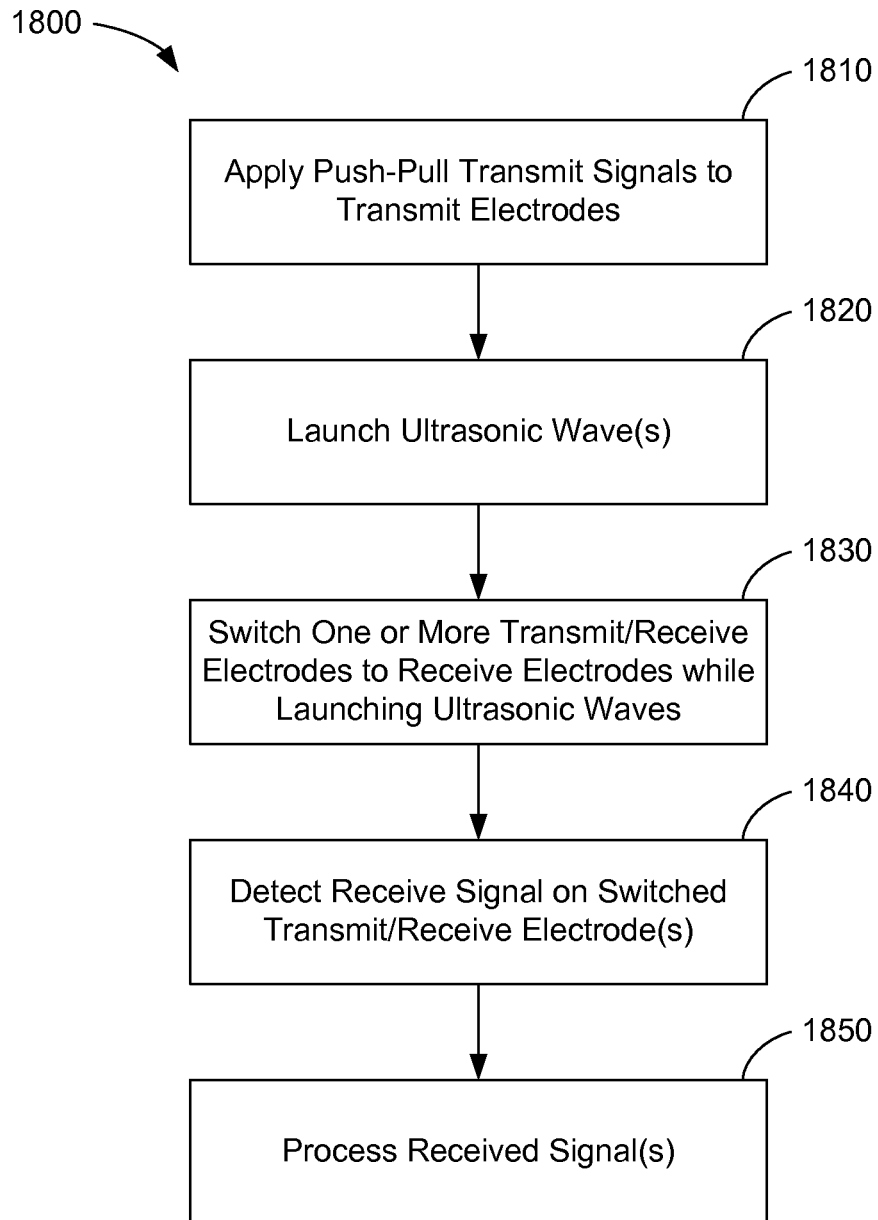 1800
1810
Apply Push-Pull Transmit Signals to
Transmit Electrodes
1820
Launch Ultrasonic Wave(s)
1830
Switch One or More Transmit/Receive
Electrodes to Receive Electrodes while
Launching Ultrasonic Waves
1840
Detect Receive Signal on Switched
Transmit/Receive Electrode(s)
1850
Process Received Signal(s)